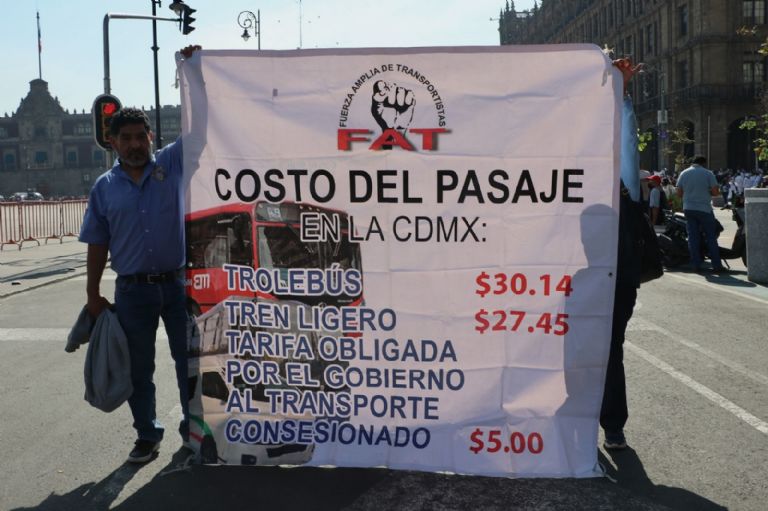 FUERZA AMPLIA DE TRANSPORTISTAS
FAT
COSTO DEL PASAJE
EN LA CDMX:
TROLEBÚS $30.14
TREN LÍGERO $27.45
TARIFA OBLIGADA
POR EL GOBIERNO
AL TRANSPORTE
CONSESIONADO $5.00